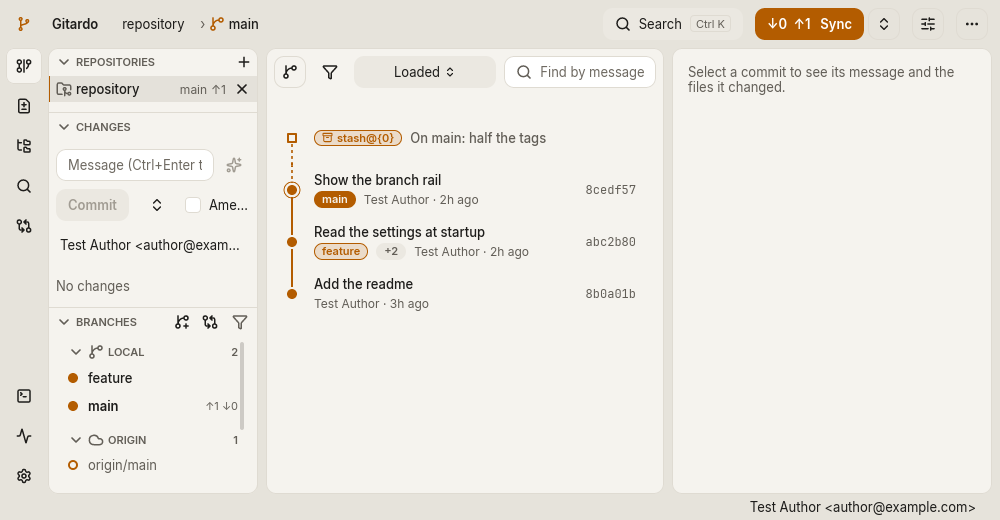 Gitardo repository › main Search Ctrl K ↓0 ↑1 Sync
REPOSITORIES
repository main ↑1
CHANGES
Message (Ctrl+Enter t
Commit Ame...
Test Author <author@exam...
No changes
BRANCHES
LOCAL 2
feature
main ↑1 ↓0
ORIGIN 1
origin/main
Loaded Find by message
stash@{0} On main: half the tags
Show the branch rail
main Test Author · 2h ago 8cedf57
Read the settings at startup
feature +2 Test Author · 2h ago abc2b80
Add the readme
Test Author · 3h ago 8b0a01b
Select a commit to see its message and the
files it changed.
Test Author <author@example.com>